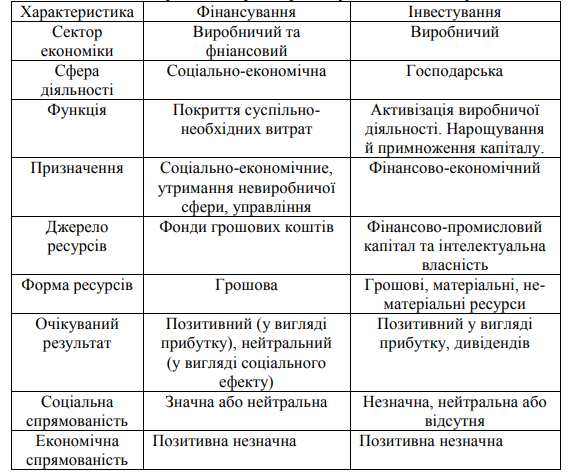 Характеристика Фінансування Інвестування
Сектор економіки Виробничий та фніансовий Виробничий
Сфера діяльності Соціально-економічна Господарська
Функція Покриття суспільно-необхідних витрат Активізація виробничої діяльності. Нарощування й примноження капіталу.
Призначення Соціально-економічние, утримання невиробничої сфери, управління Фінансово-економічний
Джерело ресурсів Фонди грошових коштів Фінансово-промисловий капітал та інтелектуальна власність
Форма ресурсів Грошова Грошові, матеріальні, не-матеріальні ресурси
Очікуваний результат Позитивний (у вигляді прибутку), нейтральний (у вигляді соціального ефекту) Позитивний у вигляді прибутку, дивідендів
Соціальна спрямованість Значна або нейтральна Незначна, нейтральна або відсутня
Економічна спрямованість Позитивна незначна Позитивна незначна